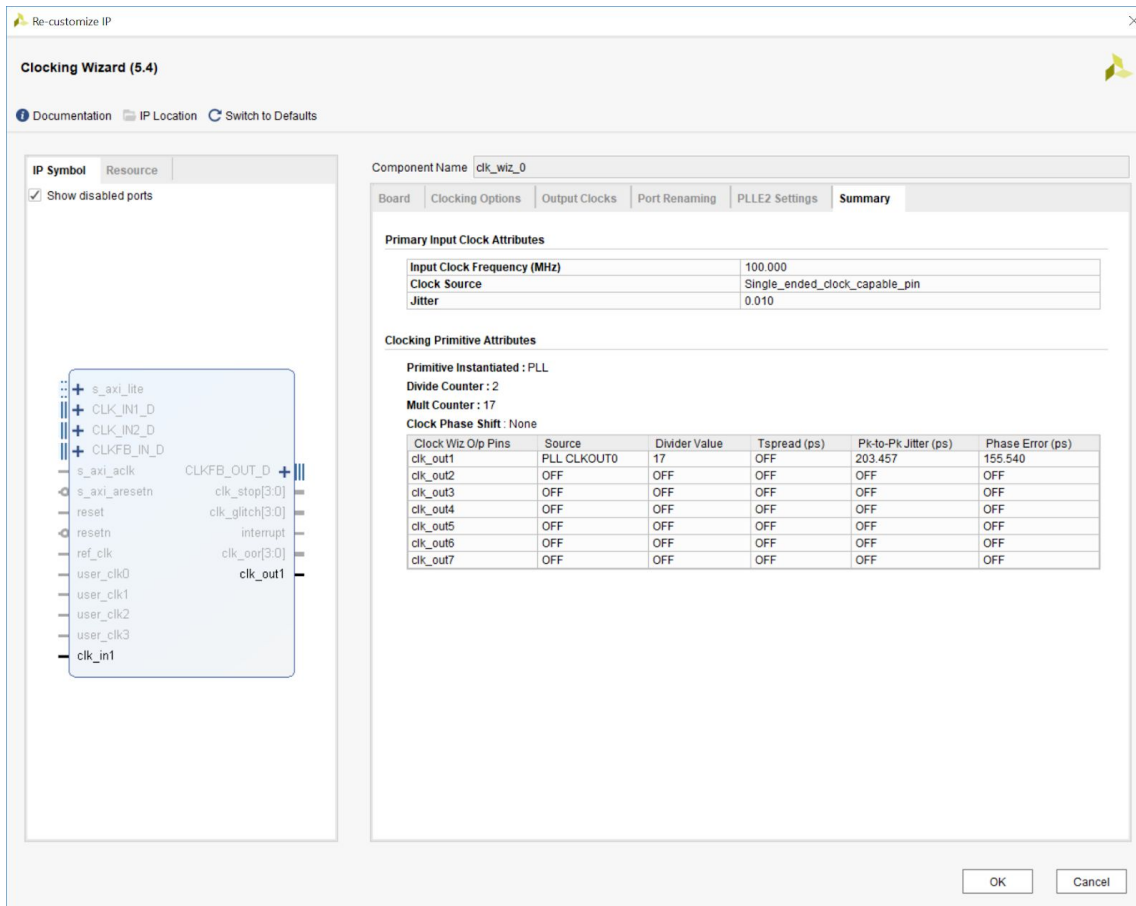 Re-customize IP
Clocking Wizard (5.4)
Documentation IP Location Switch to Defaults
IP Symbol Resource
Show disabled ports
s_axi_lite
CLK_IN1_D
CLK_IN2_D
CLKFB_IN_D
s_axi_aclk CLKFB_OUT_D
s_axi_aresetn clk_stop[3:0]
reset clk_glitch[3:0]
resetn interrupt
ref_clk clk_oor[3:0]
user_clk0 clk_out1
user_clk1
user_clk2
user_clk3
clk_in1
Component Name clk_wiz_0
Board Clocking Options Output Clocks Port Renaming PLLE2 Settings Summary
Primary Input Clock Attributes
Input Clock Frequency (MHz) 100.000
Clock Source Single_ended_clock_capable_pin
Jitter 0.010
Clocking Primitive Attributes
Primitive Instantiated : PLL
Divide Counter : 2
Mult Counter : 17
Clock Phase Shift : None
Clock Wiz O/p Pins Source Divider Value Tspread (ps) Pk-to-Pk Jitter (ps) Phase Error (ps)
clk_out1 PLL CLKOUT0 17 OFF 203.457 155.540
clk_out2 OFF OFF OFF OFF OFF
clk_out3 OFF OFF OFF OFF OFF
clk_out4 OFF OFF OFF OFF OFF
clk_out5 OFF OFF OFF OFF OFF
clk_out6 OFF OFF OFF OFF OFF
clk_out7 OFF OFF OFF OFF OFF
OK Cancel